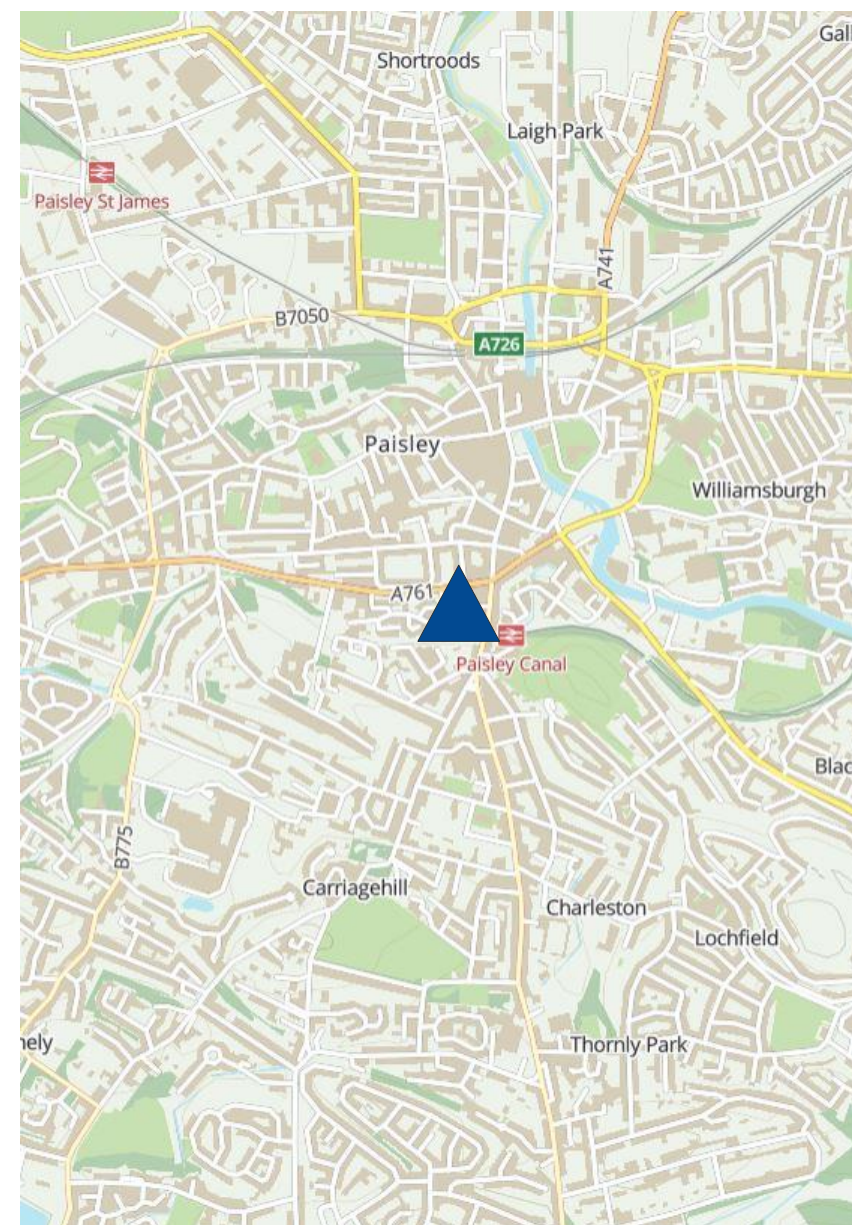 Gall
Shortroods
Laigh Park
Paisley St James
A741
B7050
A726
Paisley
Williamsburgh
A761
Paisley Canal
Blac
B775
Carriagehill
Charleston
Lochfield
nely
Thornly Park